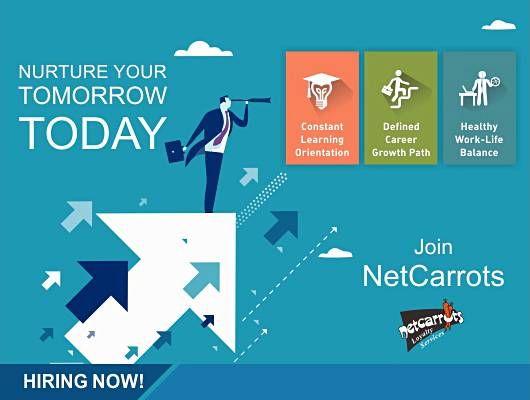 NURTURE YOUR
TOMORROW
TODAY
Constant
Learning
Orientation
Defined
Career
Growth Path
Healthy
Work-Life
Balance
Join
NetCarrots
netcarrots
Loyalty
Services
HIRING NOW!